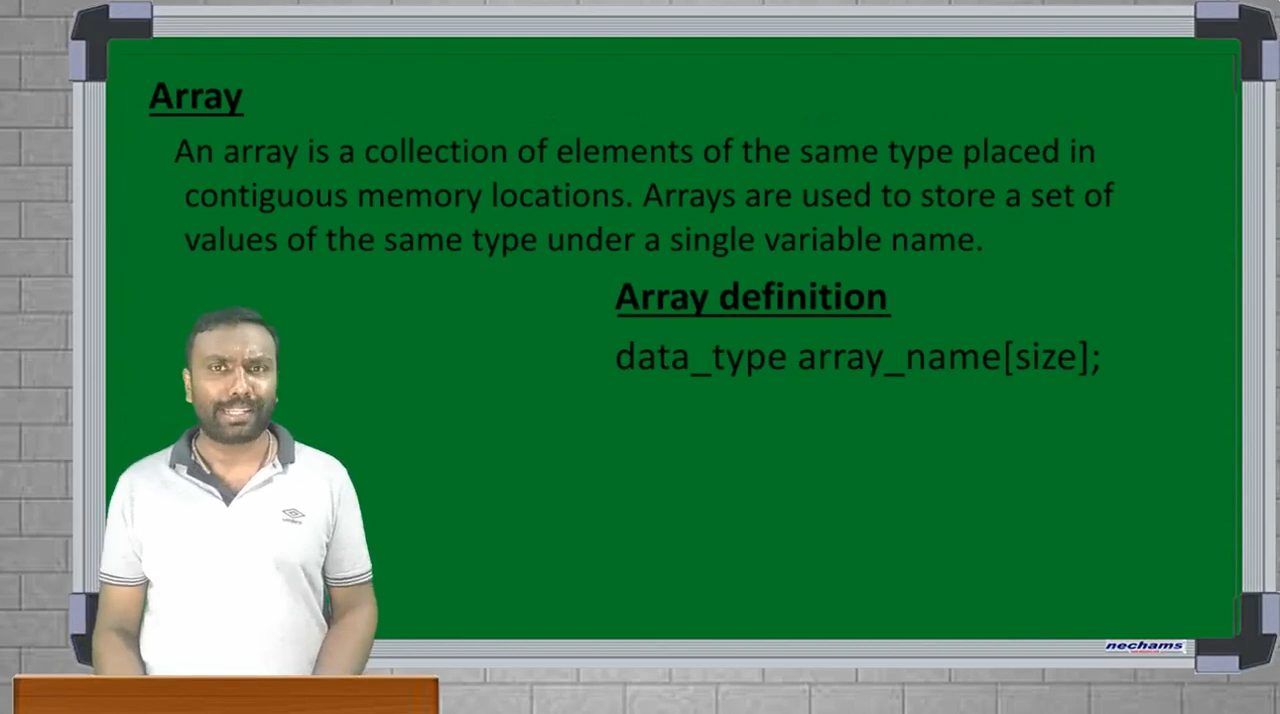 Array
An array is a collection of elements of the same type placed in
contiguous memory locations. Arrays are used to store a set of
values of the same type under a single variable name.
Array definition
data_type array_name[size];
nechams